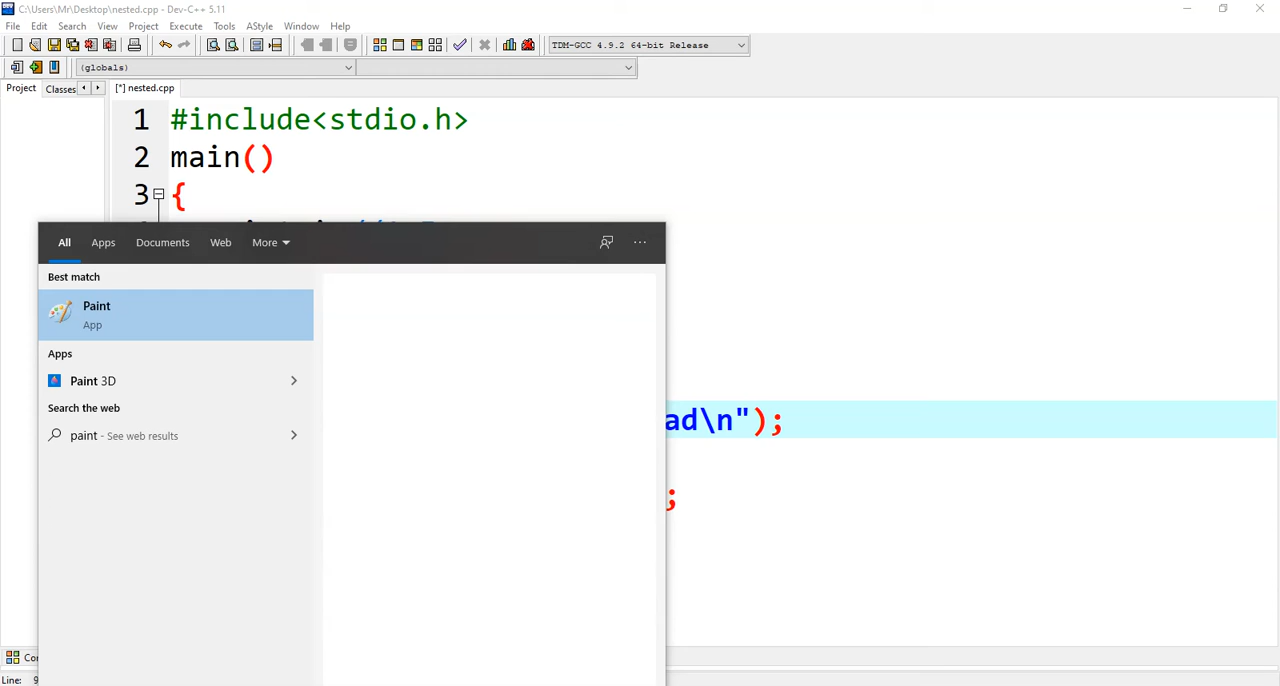 C:\Users\Mr\Desktop\nested.cpp - Dev-C++ 5.11
File Edit Search View Project Execute Tools AStyle Window Help
TDM-GCC 4.9.2 64-bit Release
(globals)
Project Classes [*] nested.cpp
1 #include<stdio.h>
2 main()
3 {
All Apps Documents Web More
Best match
Paint
App
Apps
Paint 3D
Search the web
paint - See web results
ad\n");
;
Line: 9